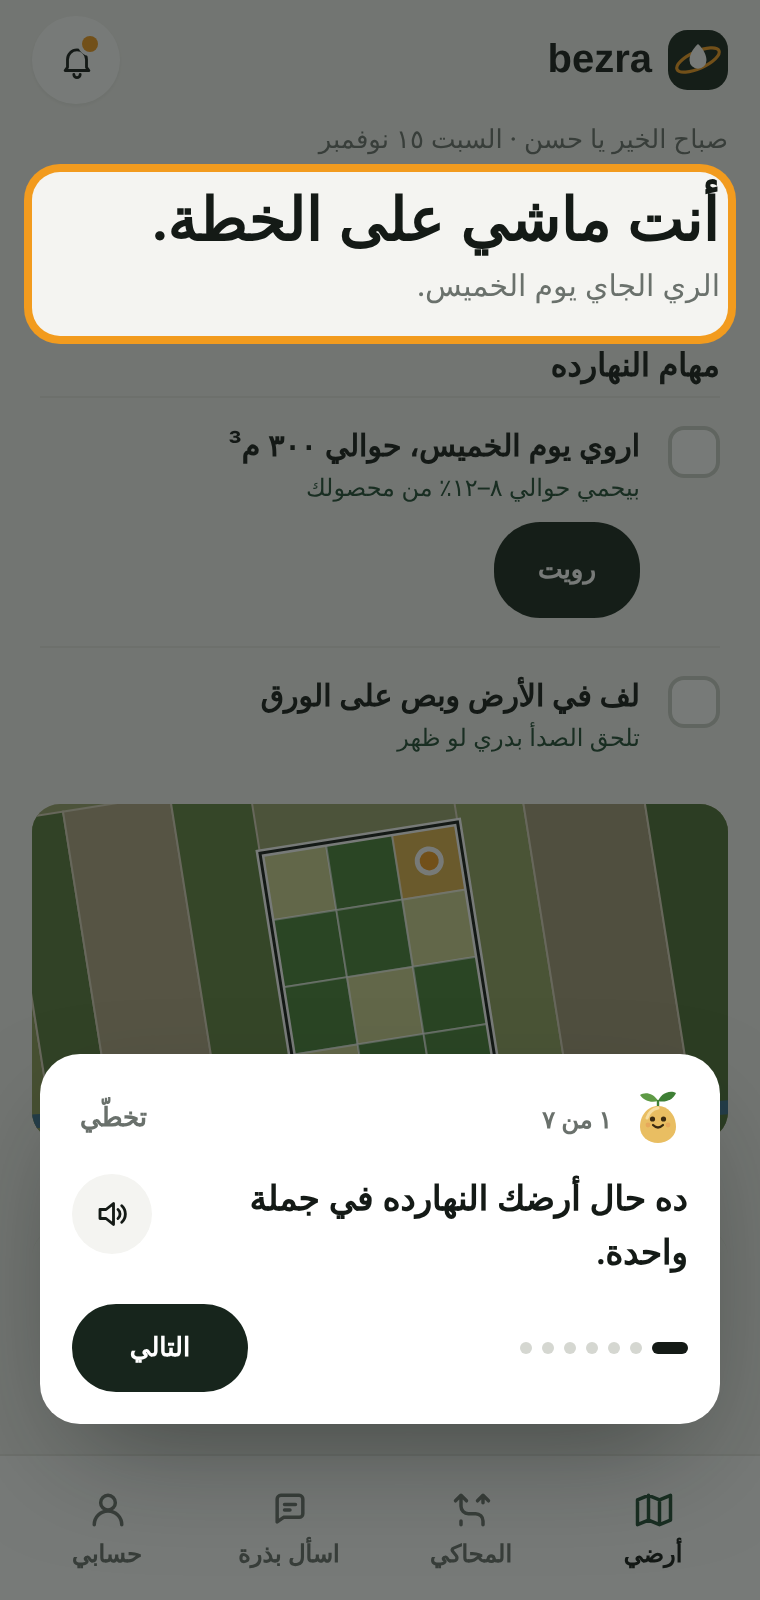 bezra
صباح الخير يا حسن · السبت ١٥ نوفمبر
أنت ماشي على الخطة.
الري الجاي يوم الخميس.
مهام النهارده
اروي يوم الخميس، حوالي ٣٠٠ م³
بيحمي حوالي ٨–١٢٪ من محصولك
رويت
لف في الأرض وبص على الورق
تلحق الصدأ بدري لو ظهر
١ من ٧
تخطّي
ده حال أرضك النهارده في جملة
واحدة.
التالي
أرضي
المحاكي
اسأل بذرة
حسابي